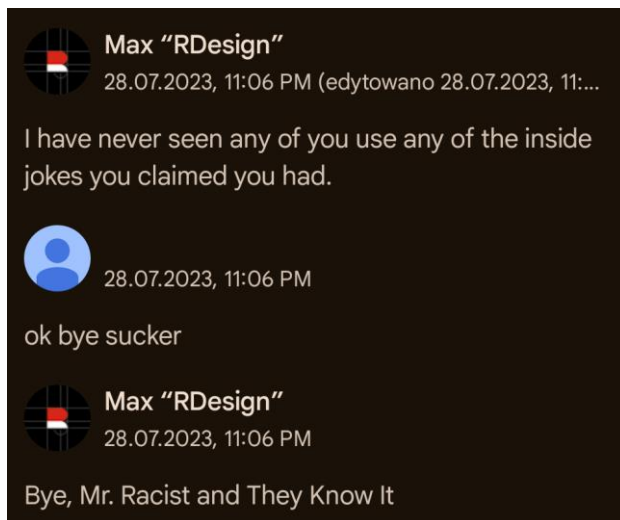 Max “RDesign”
28.07.2023, 11:06 PM (edytowano 28.07.2023, 11:...
I have never seen any of you use any of the inside
jokes you claimed you had.
28.07.2023, 11:06 PM
ok bye sucker
Max “RDesign”
28.07.2023, 11:06 PM
Bye, Mr. Racist and They Know It